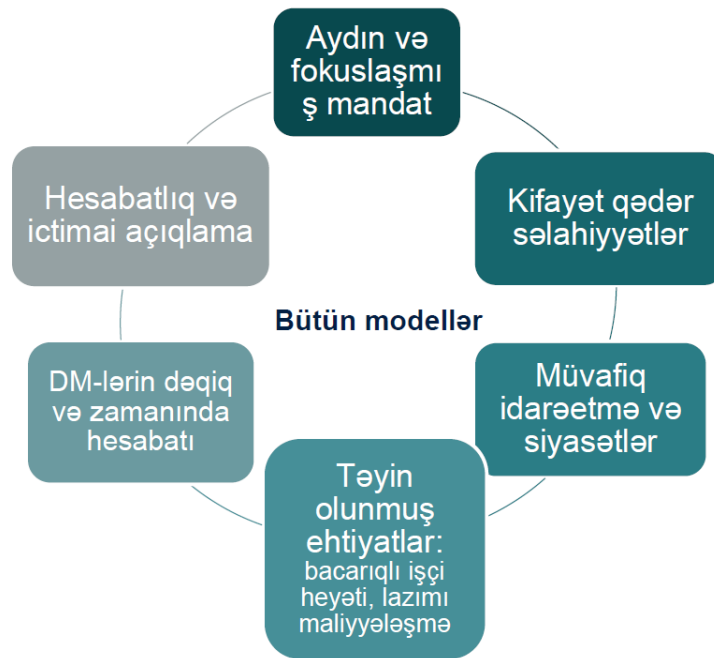 Aydın və
fokuslaşmı
ş mandat
Kifayət qədər
səlahiyyətlər
Müvafiq
idarəetmə və
siyasətlər
Təyin
olunmuş
ehtiyatlar:
bacarıqlı işçi
heyəti, lazımı
maliyyələşmə
DM-lərin dəqiq
və zamanında
hesabatı
Hesabatlıq və
ictimai açıqlama
Bütün modellər